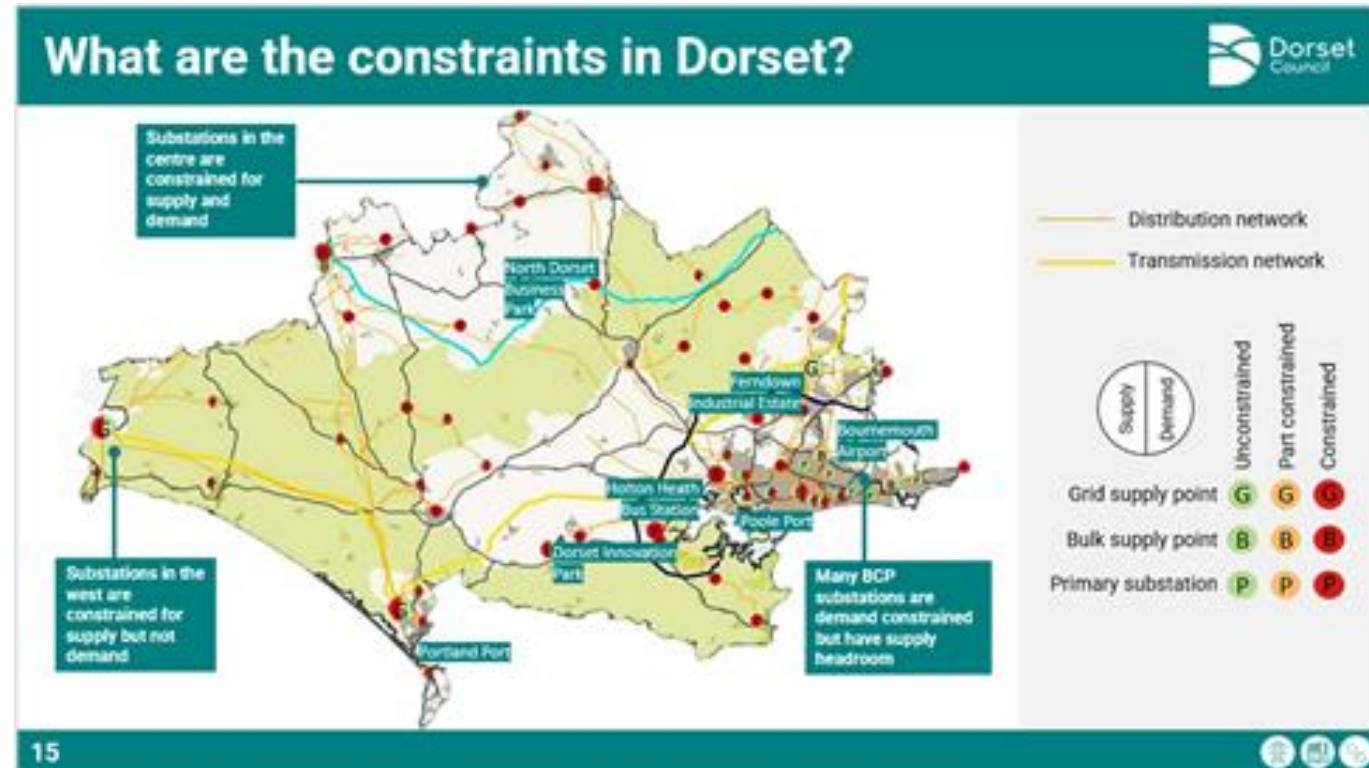 What are the constraints in Dorset?
Dorset
Council
Substations in the
centre are
constrained for
supply and
demand
North Dorset
Business
Park
Ferndown
Industrial Estate
Bournemouth
Airport
Holton Heath
Bus Station
Poole Port
Dorset Innovation
Park
Portland Port
Substations in the
west are
constrained for
supply but not
demand
Many BCP
substations are
demand constrained
but have supply
headroom
G
G
G
Distribution network
Transmission network
Supply
Demand
Unconstrained
Part constrained
Constrained
Grid supply point G G G
Bulk supply point B B B
Primary substation P P P
15